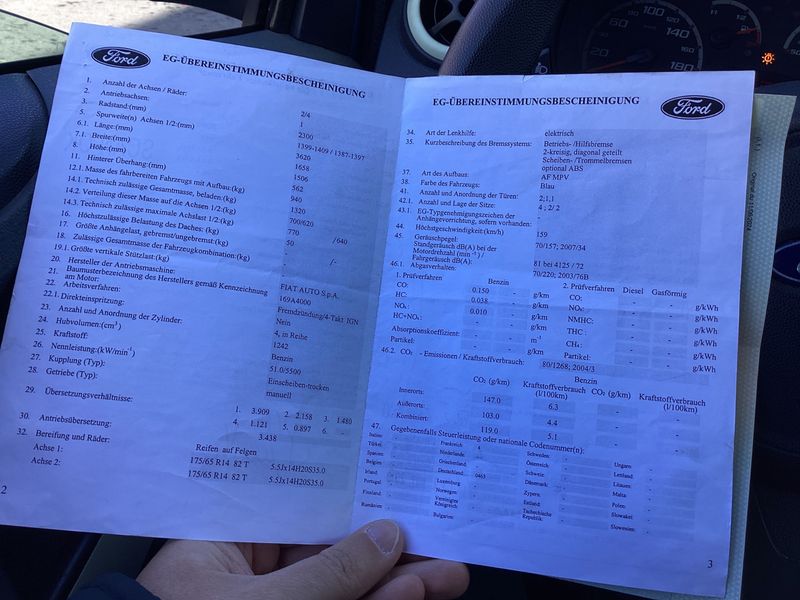 Ford
EG-ÜBEREINSTIMMUNGSBESCHEINIGUNG
1. Anzahl der Achsen / Räder: 2/4
2. Antriebsachsen: 1
3. Radstand:(mm) 2300
5. Spurweite(n) Achsen 1/2:(mm) 1399-1409 / 1387-1397
6.1. Länge:(mm) 3620
7.1. Breite:(mm) 1658
8. Höhe:(mm) 1506
11. Hinterer Überhang:(mm) 562
12.1. Masse des fahrbereiten Fahrzeugs mit Aufbau:(kg) 940
14.1. Technisch zulässige Gesamtmasse, beladen:(kg) 1320
14.2. Verteilung dieser Masse auf die Achsen 1/2:(kg) 700/620
14.3. Technisch zulässige maximale Achslast 1/2:(kg) 770 / 640
16. Höchstzulässige Belastung des Daches: (kg) 50
17. Größte Anhängelast, gebremst/ungebremst:(kg) - /-
18. Zulässige Gesamtmasse der Fahrzeugkombination:(kg) -
19.1. Größte vertikale Stützlast:(kg) -
20. Hersteller der Antriebsmaschine: FIAT AUTO S.p.A.
21. Baumusterbezeichnung des Herstellers gemäß Kennzeichnung
am Motor: 169A4000
22. Arbeitsverfahren: Fremdzündung/4-Takt IGN
22.1. Direkteinspritzung: Nein
23. Anzahl und Anordnung der Zylinder: 4, in Reihe
24. Hubvolumen:(cm³) 1242
25. Kraftstoff: Benzin
26. Nennleistung:(kW/min⁻¹) 51.0/5500
27. Kupplung (Typ): Einscheiben-trocken
28. Getriebe (Typ): manuell
29. Übersetzungsverhältnisse: 1. 3.909 2. 2.158 3. 1.480
4. 1.121 5. 0.897 6. -
30. Antriebsübersetzung: 3.438
32. Bereifung und Räder: Reifen auf Felgen
Achse 1: 175/65 R14 82 T 5.5Jx14H2OS35.0
Achse 2: 175/65 R14 82 T 5.5Jx14H2OS35.0
2
EG-ÜBEREINSTIMMUNGSBESCHEINIGUNG
Ford
34. Art der Lenkhilfe: elektrisch
35. Kurzbeschreibung des Bremssystems: Betriebs- /Hilfsbremse
2-kreisig, diagonal geteilt
Scheiben- /Trommelbremsen
optional ABS
37. Art des Aufbaus: AF MPV
38. Farbe des Fahrzeugs: Blau
41. Anzahl und Anordnung der Türen: 2;1,1
42.1. Anzahl und Lage der Sitze: 4 ; 2/ 2
43.1. EG-Typgenehmigungszeichen der -
Anhängevorrichtung, sofern vorhanden: -
44. Höchstgeschwindigkeit(km/h) 159
45. Geräuschpegel: 70/157; 2007/34
Standgeräusch dB(A) bei der
Motordrehzahl (min⁻¹) / 81 bei 4125 / 72
Fahrgeräusch dB(A):
46.1. Abgasverhalten: 70/220; 2003/76B
1. Prüfverfahren Benzin 2. Prüfverfahren Diesel Gasförmig
CO: 0.150 - g/km CO: - - g/kWh
HC: 0.038 - g/km NOₓ: - - g/kWh
NOₓ: 0.010 - g/km NMHC: - - g/kWh
HC+NOₓ: - - g/km THC : - - g/kWh
Absorptionskoeffizient: - - m⁻¹ CH₄ : - - g/kWh
Partikel: - - g/km Partikel: - - g/kWh
46.2. CO₂ - Emissionen / Kraftstoffverbrauch: 80/1268; 2004/3
Benzin
CO₂ (g/km) Kraftstoffverbrauch (l/100km) CO₂ (g/km) Kraftstoffverbrauch (l/100km)
Innerorts: 147.0 6.3 - -
Außerorts: 103.0 4.4 - -
Kombiniert: 119.0 5.1 - -
47. Gegebenenfalls Steuerleistung oder nationale Codenummer(n):
Italien: - Frankreich 4 Schweden: - Ungarn: -
Türkei: - Niederlande: - Österreich: - Lettland: -
Spanien: - Griechenland: - Schweiz: - Litauen: -
Belgien: - Deutschland: 0463 Dänemark: - Malta -
Irland - Luxemburg - Zypern: - Polen: -
Portugal: - Norwegen: - Estland: - Slowakei: -
Finnland: - Vereinigtes Königreich: - Tschechische Republik: - Slowenien: -
Rumänien: - Bulgarien: -
3
20
60
80
100
120
140
160
180